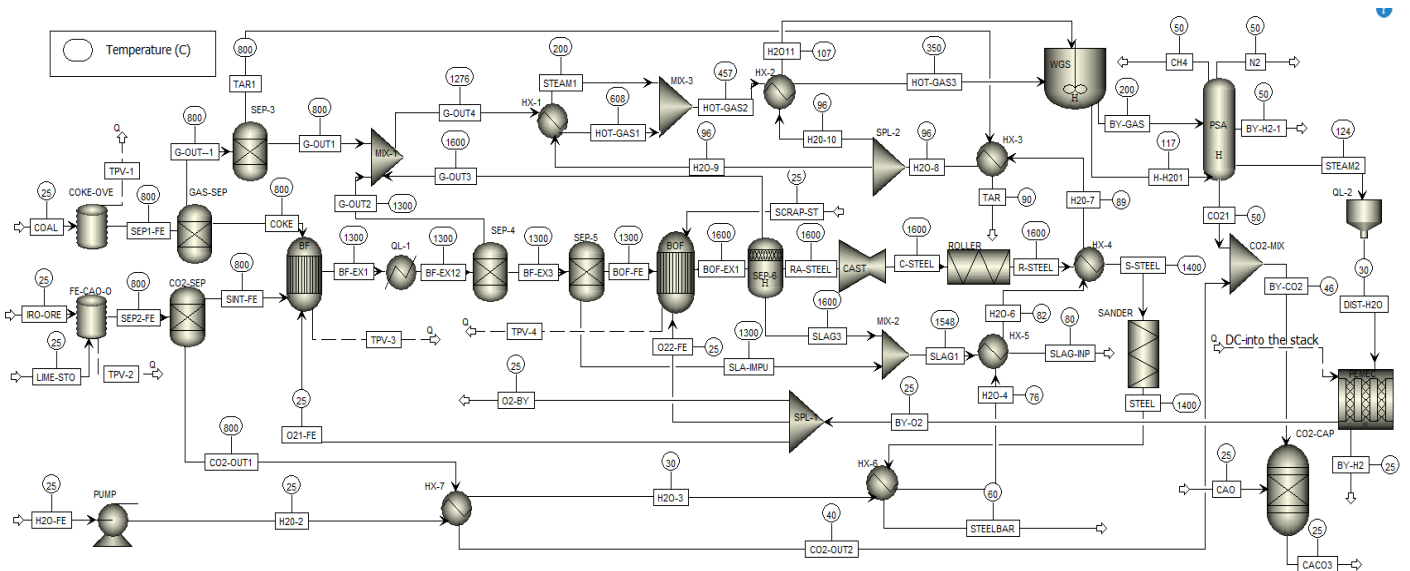 Temperature (C)
800
TAR1
SEP-3
800
G-OUT--1
800
G-OUT1
Q
TPV-1
COKE-OVE
GAS-SEP
25
COAL
800
SEP1-FE
800
COKE
1276
G-OUT4
1600
G-OUT3
MIX-1
G-OUT2
1300
200
STEAM1
HX-1
608
HOT-GAS1
MIX-3
457
HOT-GAS2
H2O11
107
HX-2
350
HOT-GAS3
96
H2O-9
96
H20-10
SPL-2
96
H2O-8
HX-3
TAR
90
H20-7
89
WGS
H
200
BY-GAS
117
H-H201
50
CH4
50
N2
PSA
H
50
BY-H2-1
124
STEAM2
QL-2
CO21
50
30
DIST-H2O
CO2-MIX
BY-CO2
46
FE-CAO-O
CO2-SEP
25
IRO-ORE
800
SEP2-FE
800
SINT-FE
25
LIME-STO
TPV-2
Q
BF
1300
BF-EX1
QL-1
1300
BF-EX12
SEP-4
1300
BF-EX3
SEP-5
1300
BOF-FE
25
SCRAP-ST
BOF
1600
BOF-EX1
SEP-6
H
1600
RA-STEEL
CAST
1600
C-STEEL
ROLLER
1600
R-STEEL
HX-4
S-STEEL
1400
SANDER
STEEL
1400
TPV-3
Q
Q
TPV-4
O22-FE
25
1300
SLA-IMPU
1600
SLAG3
MIX-2
1548
SLAG1
HX-5
H2O-6
82
80
SLAG-INP
H2O-4
76
Q
DC-into the stack
PEMEC
H
25
O2-BY
25
O21-FE
SPL-1
25
BY-O2
BY-H2
25
800
CO2-OUT1
HX-7
30
H2O-3
HX-6
60
STEELBAR
40
CO2-OUT2
PUMP
25
H2O-FE
25
H20-2
CO2-CAP
25
CAO
25
CACO3